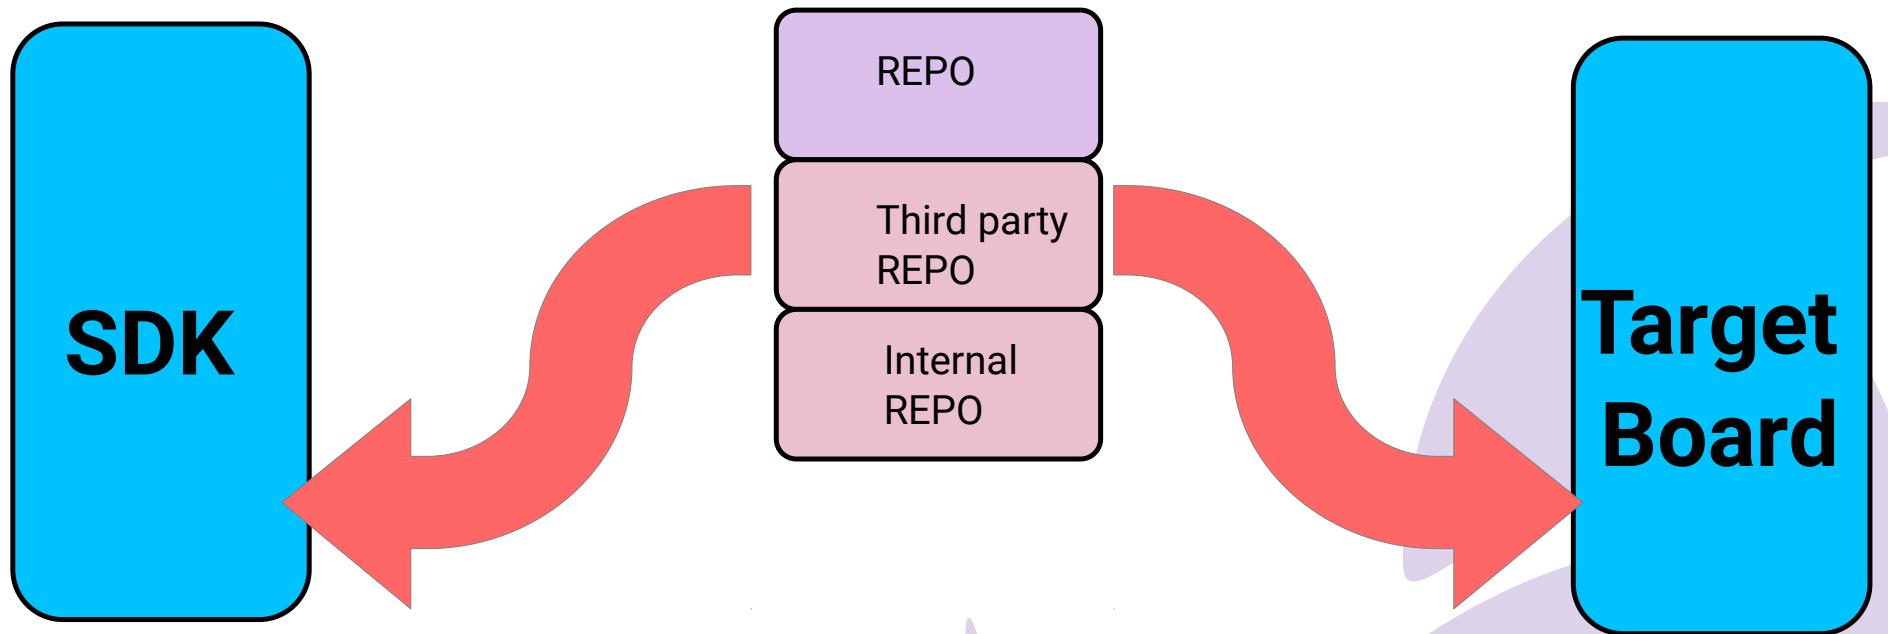 SDK
REPO
Third party
REPO
Internal
REPO
Target
Board